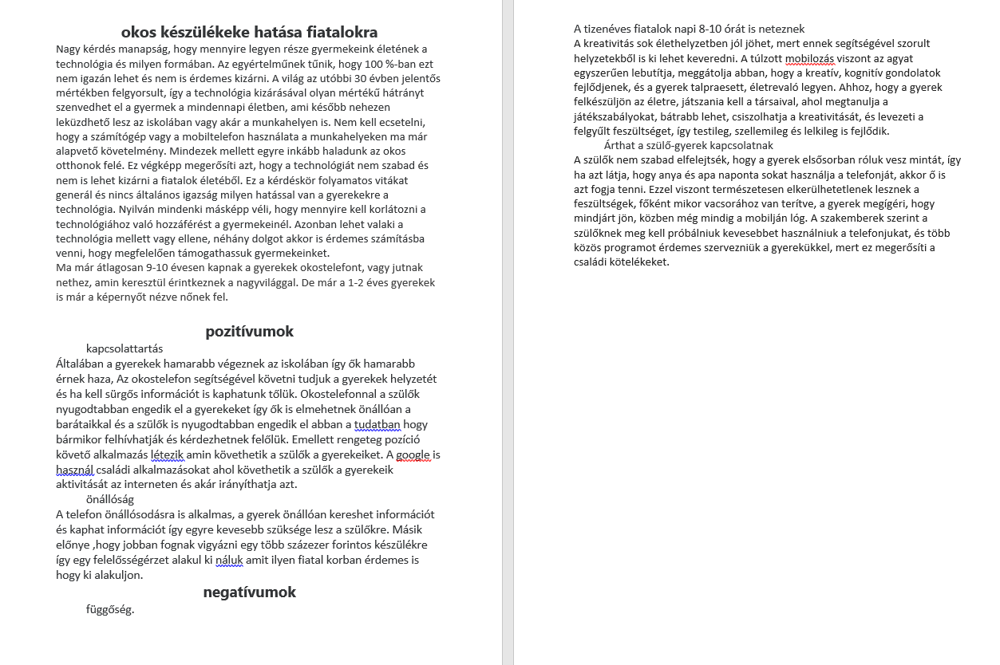 okos készülékeke hatása fiatalokra
Nagy kérdés manapság, hogy mennyire legyen része gyermekeink életének a
technológia és milyen formában. Az egyértelműnek tűnik, hogy 100 %-ban ezt
nem igazán lehet és nem is érdemes kizárni. A világ az utóbbi 30 évben jelentős
mértékben felgyorsult, így a technológia kizárásával olyan mértékű hátrányt
szenvedhet el a gyermek a mindennapi életben, ami később nehezen
leküzdhető lesz az iskolában vagy akár a munkahelyen is. Nem kell ecsetelni,
hogy a számítógép vagy a mobiltelefon használata a munkahelyeken ma már
alapvető követelmény. Mindezek mellett egyre inkább haladunk az okos
otthonok felé. Ez végképp megerősíti azt, hogy a technológiát nem szabad és
nem is lehet kizárni a fiatalok életéből. Ez a kérdéskör folyamatos vitákat
generál és nincs általános igazság milyen hatással van a gyerekekre a
technológia. Nyilván mindenki másképp véli, hogy mennyire kell korlátozni a
technológiához való hozzáférést a gyermekeinél. Azonban lehet valaki a
technológia mellett vagy ellene, néhány dolgot akkor is érdemes számításba
venni, hogy megfelelően támogathassuk gyermekeinket.
Ma már átlagosan 9-10 évesen kapnak a gyerekek okostelefont, vagy jutnak
nethez, amin keresztül érintkeznek a nagyvilággal. De már a 1-2 éves gyerekek
is már a képernyőt nézve nőnek fel.
pozitívumok
kapcsolattartás
Általában a gyerekek hamarabb végeznek az iskolában így ők hamarabb
érnek haza, Az okostelefon segítségével követni tudjuk a gyerekek helyzetét
és ha kell sürgős információt is kaphatunk tőlük. Okostelefonnal a szülők
nyugodtabban engedik el a gyerekeket így ők is elmehetnek önállóan a
barátaikkal és a szülők is nyugodtabban engedik el abban a tudatban hogy
bármikor felhívhatják és kérdezhetnek felőlük. Emellett rengeteg pozíció
követő alkalmazás létezik amin követhetik a szülők a gyerekeiket. A google is
használ családi alkalmazásokat ahol követhetik a szülők a gyerekeik
aktivitását az interneten és akár irányíthatja azt.
önállóság
A telefon önállósodásra is alkalmas, a gyerek önállóan kereshet információt
és kaphat információt így egyre kevesebb szüksége lesz a szülőkre. Másik
előnye ,hogy jobban fognak vigyázni egy több százezer forintos készülékre
így egy felelősségérzet alakul ki náluk amit ilyen fiatal korban érdemes is
hogy ki alakuljon.
negatívumok
függőség.
A tizenéves fiatalok napi 8-10 órát is neteznek
A kreativitás sok élethelyzetben jól jöhet, mert ennek segítségével szorult
helyzetekből is ki lehet keveredni. A túlzott mobilozás viszont az agyat
egyszerűen lebutítja, meggátolja abban, hogy a kreatív, kognitív gondolatok
fejlődjenek, és a gyerek talpraesett, életrevaló legyen. Ahhoz, hogy a gyerek
felkészüljön az életre, játszania kell a társaival, ahol megtanulja a
játékszabályokat, bátrabb lehet, csiszolhatja a kreativitását, és levezeti a
felgyűlt feszültséget, így testileg, szellemileg és lelkileg is fejlődik.
Árthat a szülő-gyerek kapcsolatnak
A szülők nem szabad elfelejtsék, hogy a gyerek elsősorban róluk vesz mintát, így
ha azt látja, hogy anya és apa naponta sokat használja a telefonját, akkor ő is
azt fogja tenni. Ezzel viszont természetesen elkerülhetetlenek lesznek a
feszültségek, főként mikor vacsorához van terítve, a gyerek megígéri, hogy
mindjárt jön, közben még mindig a mobilján lóg. A szakemberek szerint a
szülőknek meg kell próbálniuk kevesebbet használniuk a telefonjukat, és több
közös programot érdemes szervezniük a gyerekükkel, mert ez megerősíti a
családi kötelékeket.